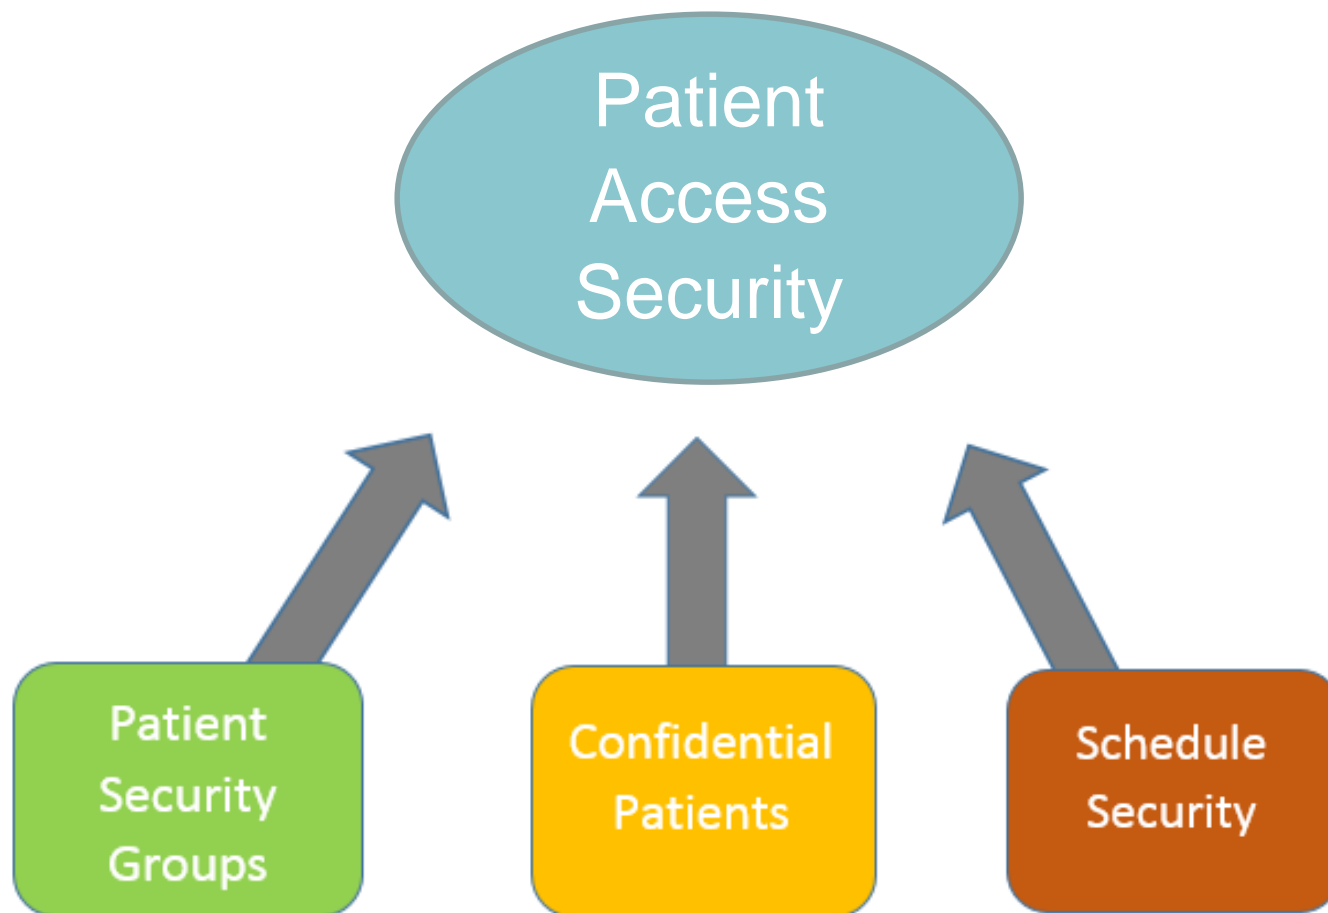 Patient
Access
Security
Patient
Security
Groups
Confidential
Patients
Schedule
Security